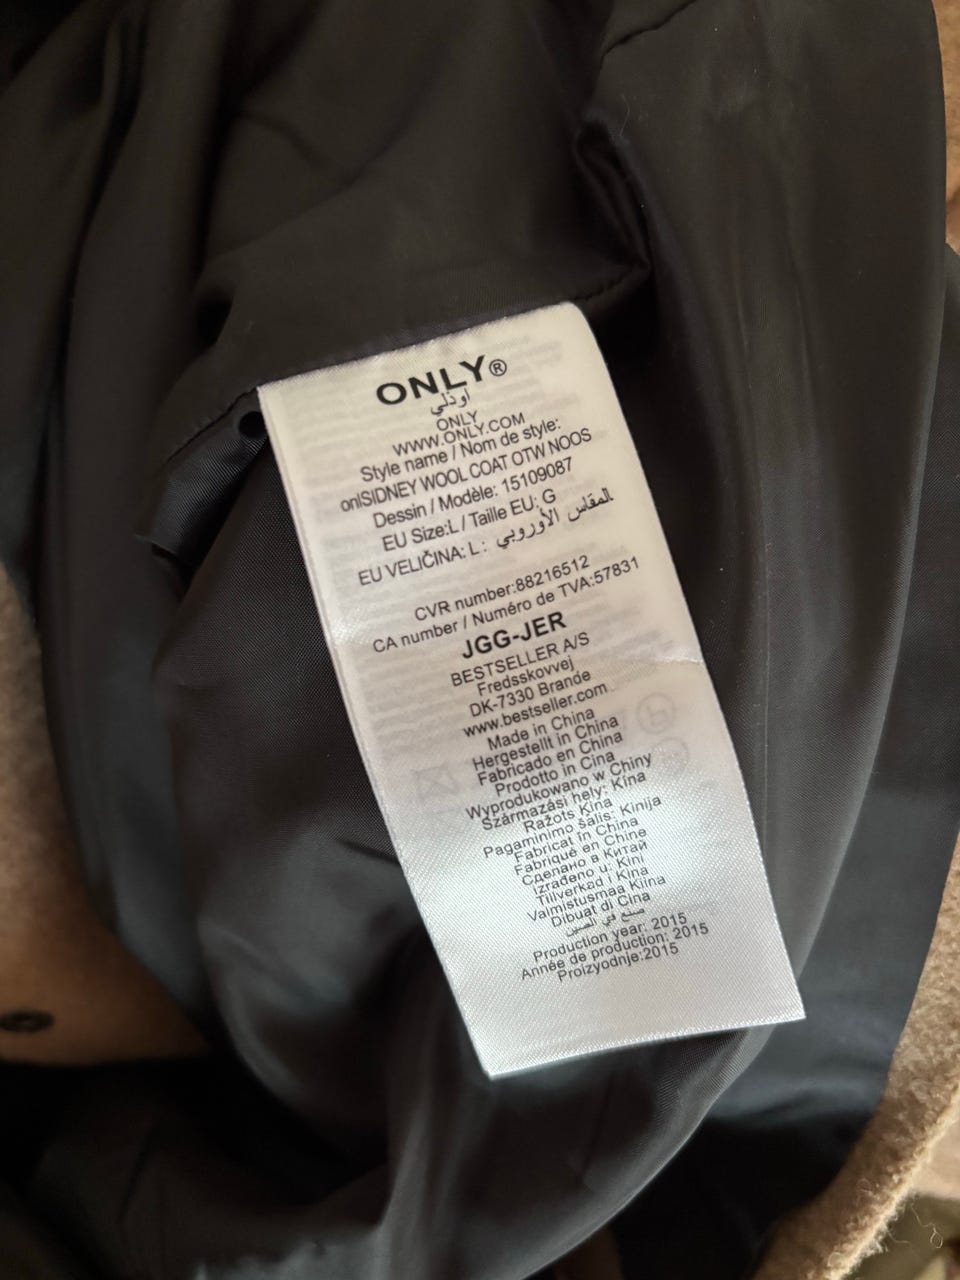 ONLY®
اونلي
ONLY
WWW.ONLY.COM
Style name / Nom de style:
onlSIDNEY WOOL COAT OTW NOOS
Dessin / Modèle: 15109087
EU Size:L / Taille EU: G
EU VELIČINA: L : المقاس الأوروبي
CVR number:88216512
CA number / Numéro de TVA:57831
JGG-JER
BESTSELLER A/S
Fredsskovvej
DK-7330 Brande
www.bestseller.com
Made in China
Hergestellt in China
Fabricado en China
Prodotto in Cina
Wyprodukowano w Chiny
Származási hely: Kína
Ražots Ķīna
Pagaminimo šalis: Kinija
Fabricat în China
Fabriqué en Chine
Сделано в Китай
Izrađeno u: Kini
Tillverkad i Kina
Valmistusmaa Kiina
Dibuat di Cina
صنع في الصين
Production year: 2015
Année de production: 2015
Proizvodnje:2015